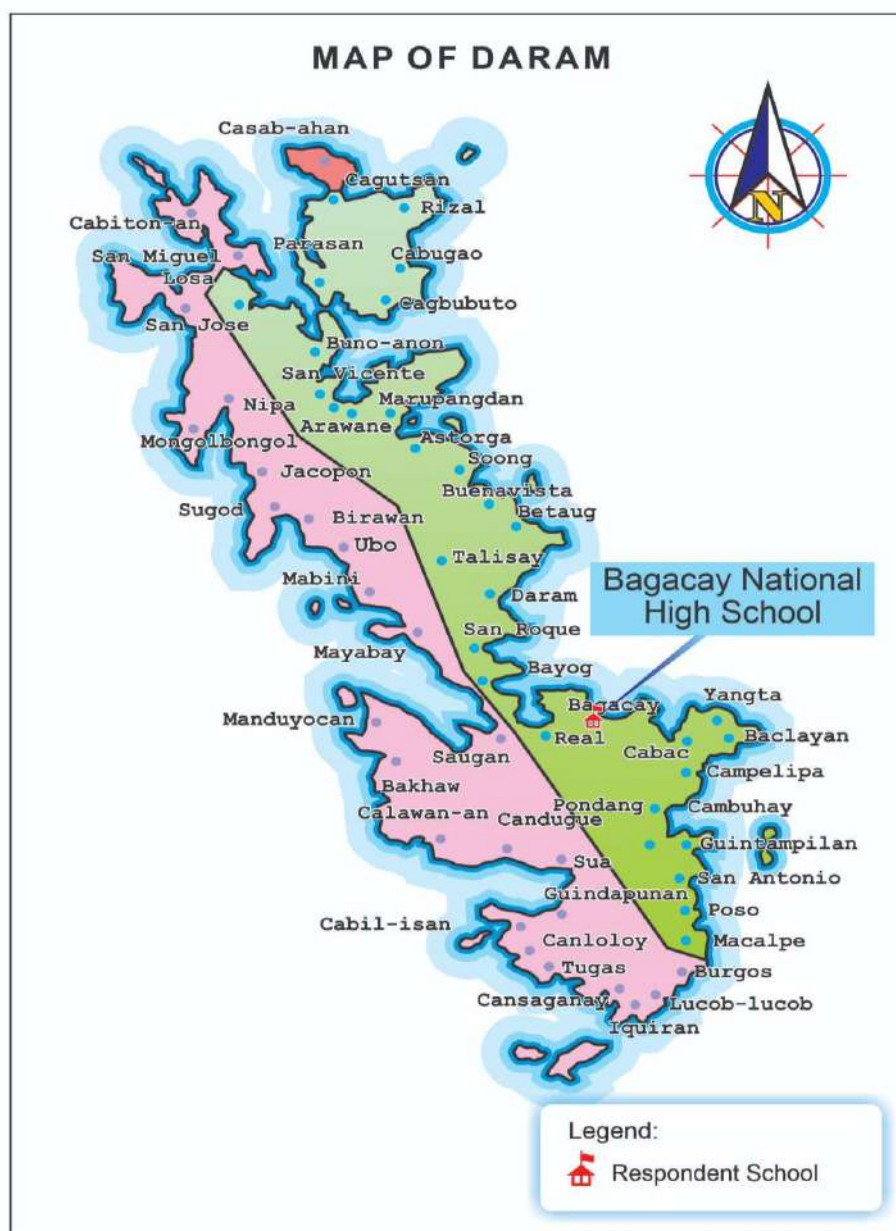 MAP OF DARAM
Casab-ahan
Cagutsan
Rizal
Cabiton-an
Parasan
San Miguel
Cabugao
Losa
Cagbubuto
San Jose
Buno-anon
San Vicente
Nipa
Marupangdan
Arawane
Mongolbongol
Astorga
Soong
Jacopon
Buenavista
Sugod
Birawan
Betaug
Ubo
Talisay
Mabini
Daram
Bagacay National
High School
San Roque
Mayabay
Bayog
Manduyocan
Bagacay
Yangta
Saugan
Real
Cabac
Baclayan
Bakhaw
Campelipa
Calawan-an
Pondang
Cambuhay
Candugue
Guintampilan
Sua
San Antonio
Guindapunan
Poso
Cabil-isan
Canloloy
Macalpe
Tugas
Burgos
Cansaganay
Lucob-lucob
Iquiran
N
Legend:
Respondent School